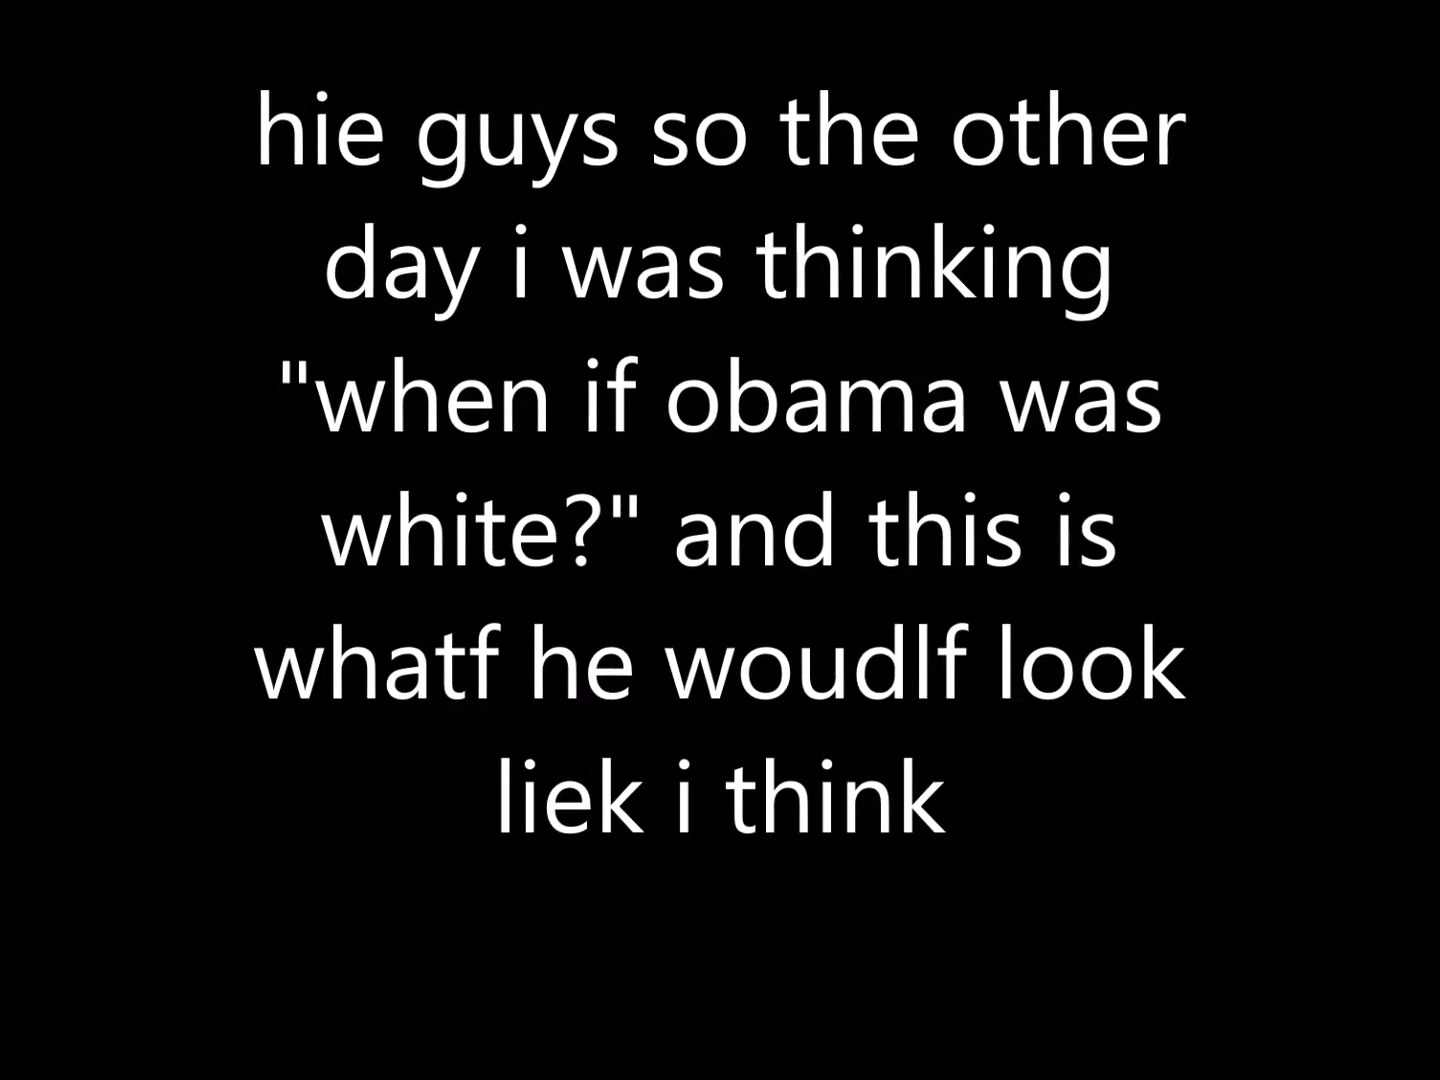 hie guys so the other
day i was thinking
"when if obama was
white?" and this is
whatf he woudlf look
liek i think